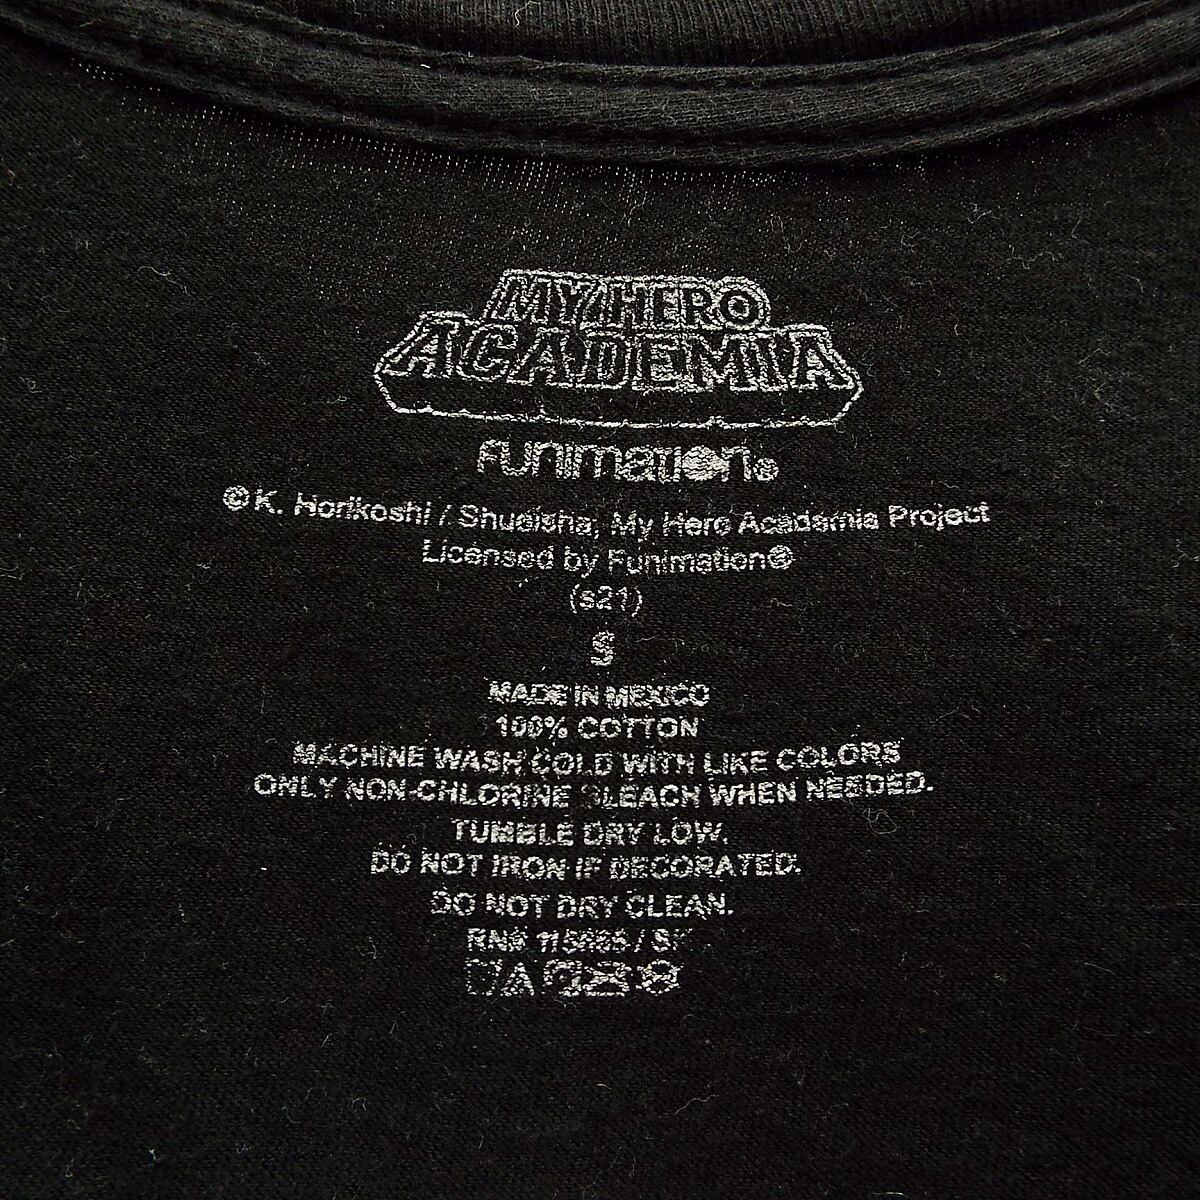 MY HERO
ACADEMIA
funimation®
©K. Horikoshi / Shueisha, My Hero Academia Project
Licensed by Funimation®
(s21)
S
MADE IN MEXICO
100% COTTON
MACHINE WASH COLD WITH LIKE COLORS
ONLY NON-CHLORINE BLEACH WHEN NEEDED.
TUMBLE DRY LOW.
DO NOT IRON IF DECORATED.
DO NOT DRY CLEAN.
RN#